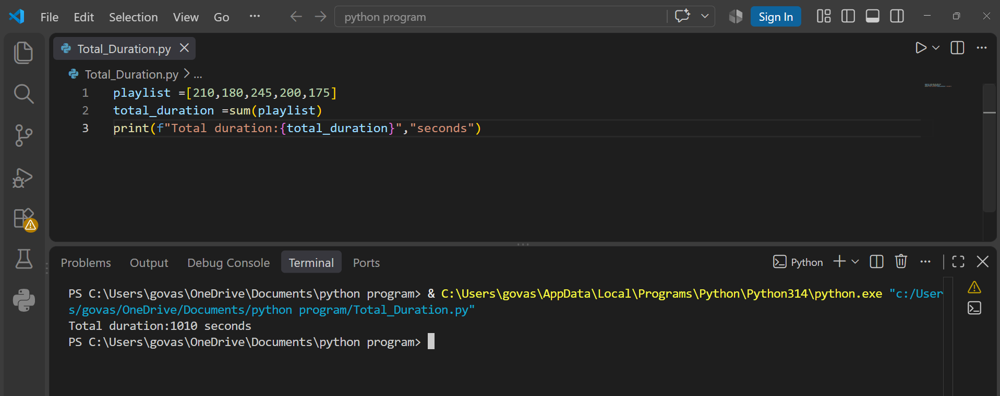 File Edit Selection View Go ... python program Sign In
Total_Duration.py
Total_Duration.py > ...
1 playlist =[210,180,245,200,175]
2 total_duration =sum(playlist)
3 print(f"Total duration:{total_duration}","seconds")
Problems Output Debug Console Terminal Ports Python
PS C:\Users\govas\OneDrive\Documents\python program> & C:\Users\govas\AppData\Local\Programs\Python\Python314\python.exe "c:/User
s/govas/OneDrive/Documents/python program/Total_Duration.py"
Total duration:1010 seconds
PS C:\Users\govas\OneDrive\Documents\python program>